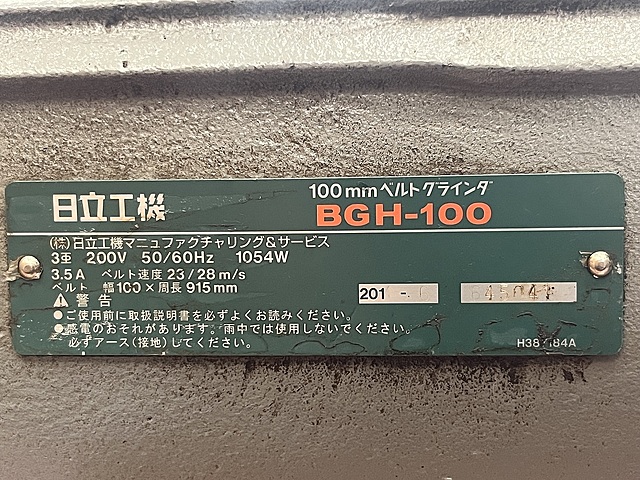 日立工機
100mmベルトグラインダ
BGH-100
(株)日立工機マニュファクチャリング&サービス
3相 200V 50/60Hz 1054W
3.5A ベルト速度 23/28m/s
ベルト 幅100×周長915mm
警告
●ご使用前に取扱説明書を必ずよくお読みください。
●感電のおそれがあります。雨中では使用しないでください。
必ずアース(接地)してください。